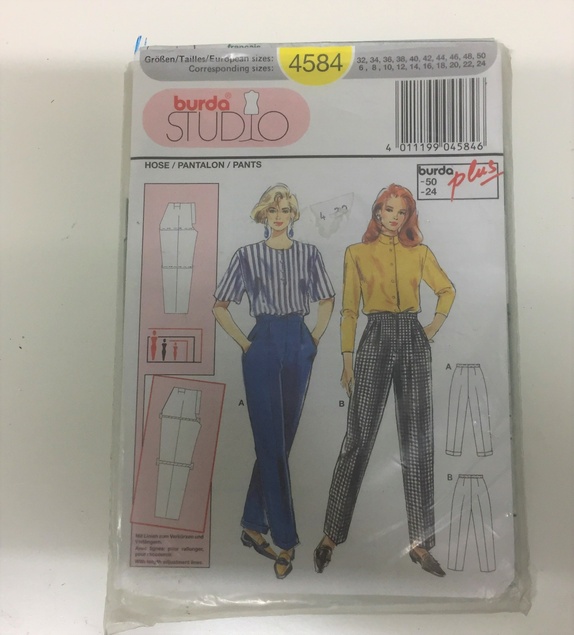 français
Größen/Tailles/European sizes: 32, 34, 36, 38, 40, 42, 44, 46, 48, 50
Corresponding sizes: 6, 8, 10, 12, 14, 16, 18, 20, 22, 24
4584
burda®
STUDIO
4 011199 045846
HOSE / PANTALON / PANTS
burda plus
-50
-24
A
B
A
B